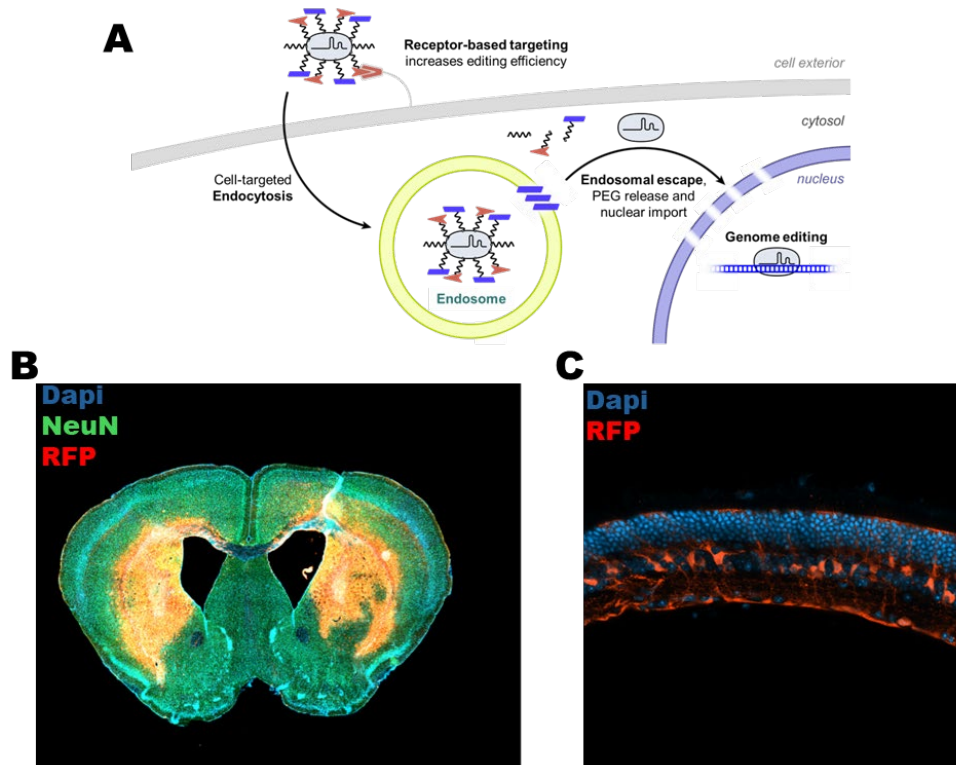 A
Receptor-based targeting
increases editing efficiency
cell exterior
cytosol
nucleus
Cell-targeted
Endocytosis
Endosomal escape,
PEG release and
nuclear import
Genome editing
Endosome
B
Dapi
NeuN
RFP
C
Dapi
RFP